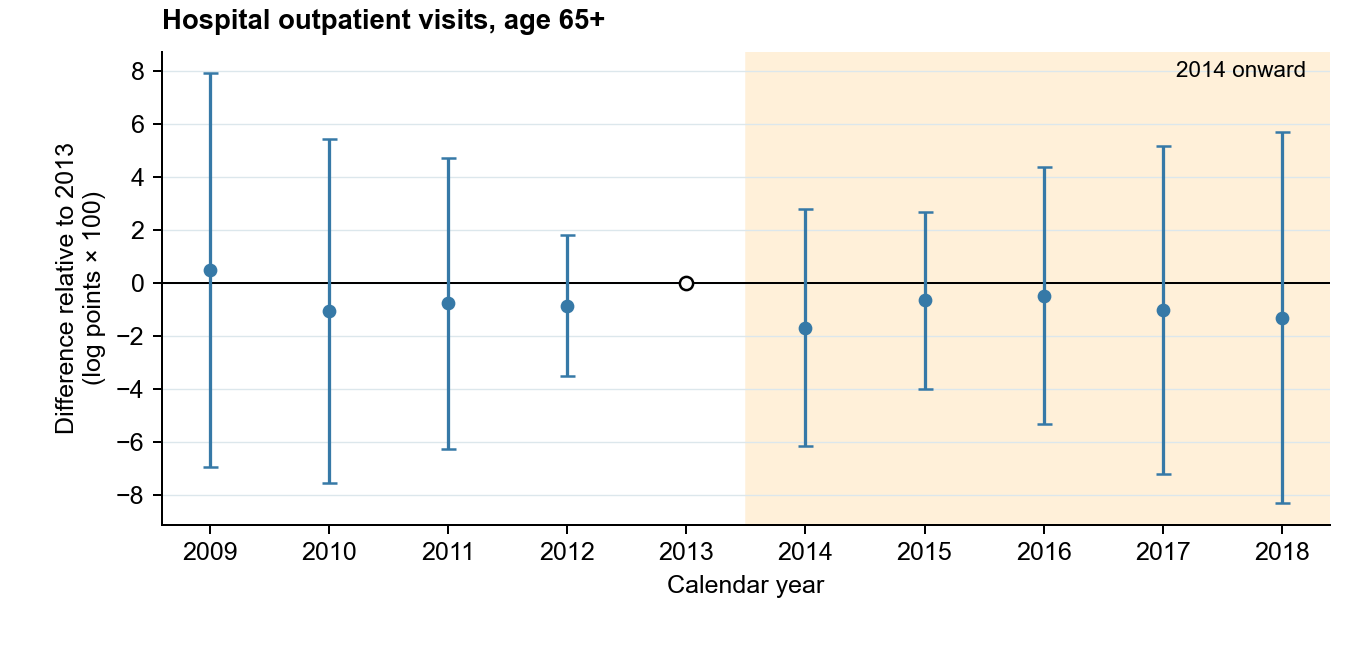 Hospital outpatient visits, age 65+
2014 onward
Difference relative to 2013
(log points × 100)
8
6
4
2
0
−2
−4
−6
−8
2009 2010 2011 2012 2013 2014 2015 2016 2017 2018
Calendar year